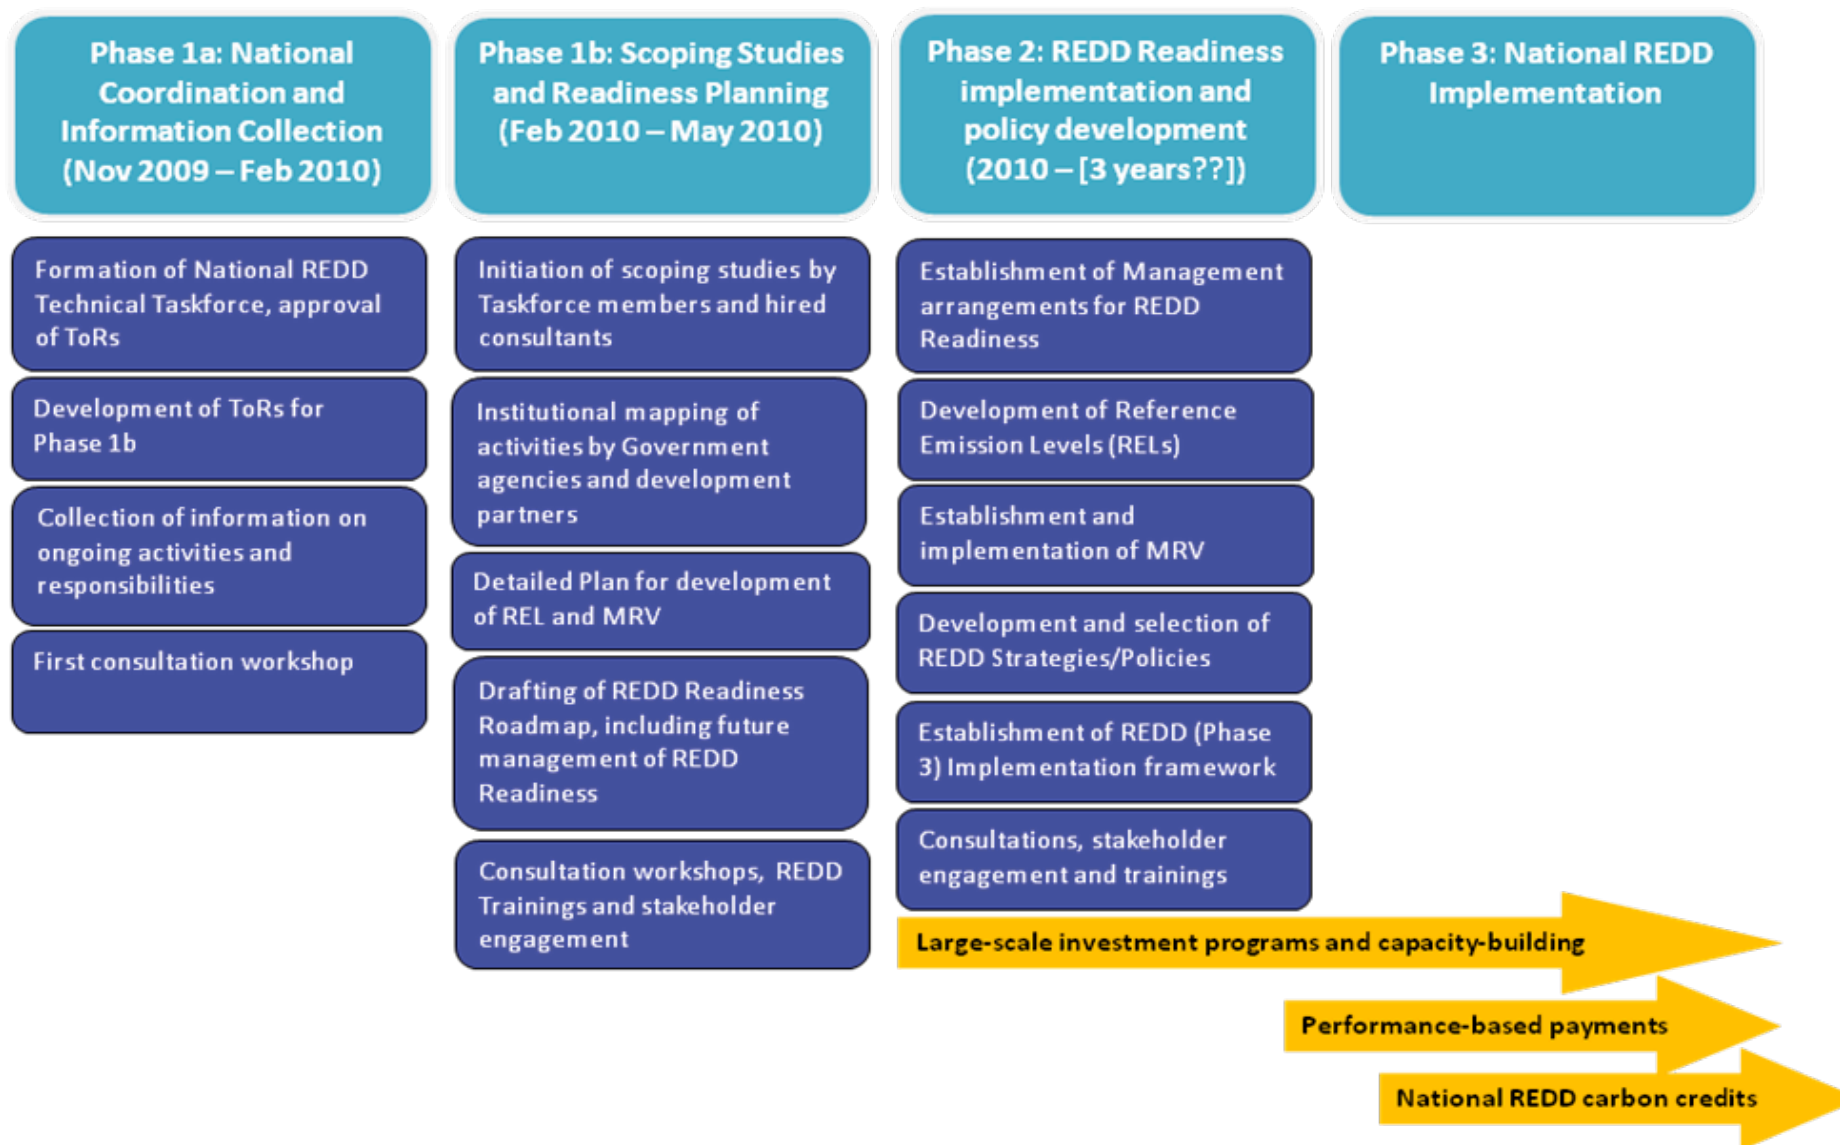 Phase 1a: National
Coordination and
Information Collection
(Nov 2009 – Feb 2010)
Formation of National REDD
Technical Taskforce, approval
of ToRs
Development of ToRs for
Phase 1b
Collection of information on
ongoing activities and
responsibilities
First consultation workshop
Phase 1b: Scoping Studies
and Readiness Planning
(Feb 2010 – May 2010)
Initiation of scoping studies by
Taskforce members and hired
consultants
Institutional mapping of
activities by Government
agencies and development
partners
Detailed Plan for development
of REL and MRV
Drafting of REDD Readiness
Roadmap, including future
management of REDD
Readiness
Consultation workshops, REDD
Trainings and stakeholder
engagement
Phase 2: REDD Readiness
implementation and
policy development
(2010 – [3 years??])
Establishment of Management
arrangements for REDD
Readiness
Development of Reference
Emission Levels (RELs)
Establishment and
implementation of MRV
Development and selection of
REDD Strategies/Policies
Establishment of REDD (Phase
3) Implementation framework
Consultations, stakeholder
engagement and trainings
Phase 3: National REDD
Implementation
Large-scale investment programs and capacity-building
Performance-based payments
National REDD carbon credits